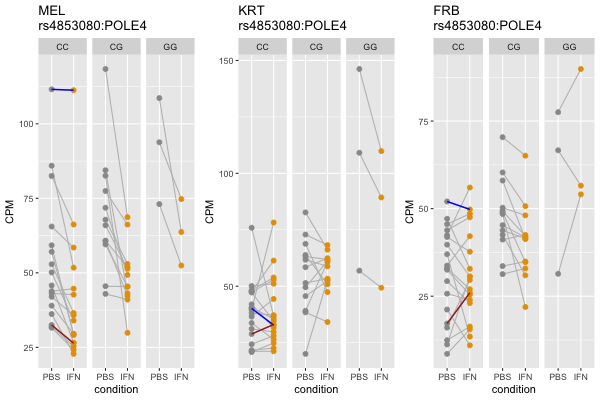 MEL
rs4853080:POLE4
CC CG GG
CPM
100
75
50
25
PBS IFN PBS IFN PBS IFN
condition
KRT
rs4853080:POLE4
CC CG GG
CPM
150
100
50
PBS IFN PBS IFN PBS IFN
condition
FRB
rs4853080:POLE4
CC CG GG
CPM
75
50
25
PBS IFN PBS IFN PBS IFN
condition